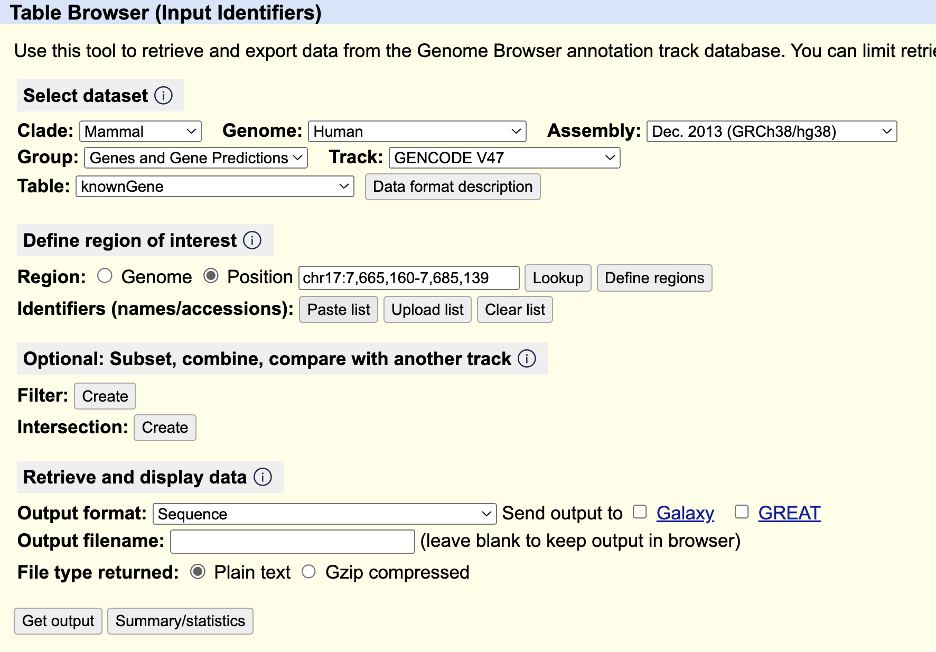 Table Browser (Input Identifiers)
Use this tool to retrieve and export data from the Genome Browser annotation track database. You can limit
Select dataset ⓘ
Clade: Mammal Genome: Human Assembly: Dec. 2013 (GRCh38/hg38)
Group: Genes and Gene Predictions Track: GENCODE V47
Table: knownGene Data format description
Define region of interest ⓘ
Region: Genome Position chr17:7,665,160-7,685,139 Lookup Define regions
Identifiers (names/accessions): Paste list Upload list Clear list
Optional: Subset, combine, compare with another track ⓘ
Filter: Create
Intersection: Create
Retrieve and display data ⓘ
Output format: Sequence Send output to Galaxy GREAT
Output filename: (leave blank to keep output in browser)
File type returned: Plain text Gzip compressed
Get output Summary/statistics